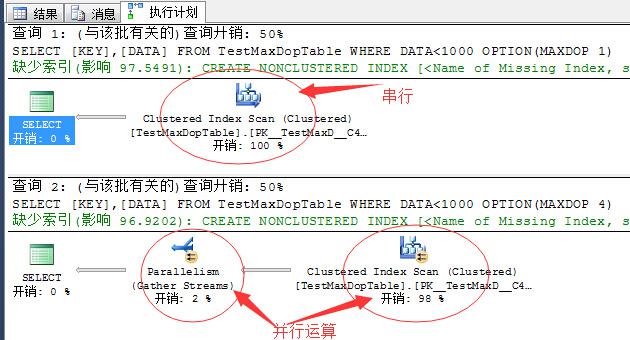 结果 消息 执行计划
查询 1: (与该批有关的)查询开销: 50%
SELECT [KEY],[DATA] FROM TestMaxDopTable WHERE DATA<1000 OPTION(MAXDOP 1)
缺少索引(影响 97.5491): CREATE NONCLUSTERED INDEX [<Name of Missing Index, s
串行
SELECT
开销: 0 %
Clustered Index Scan (Clustered)
[TestMaxDopTable].[PK__TestMaxD__C4…
开销: 100 %
查询 2: (与该批有关的)查询开销: 50%
SELECT [KEY],[DATA] FROM TestMaxDopTable WHERE DATA<1000 OPTION(MAXDOP 4)
缺少索引(影响 96.9202): CREATE NONCLUSTERED INDEX [<Name of Missing Index, s
SELECT
开销: 0 %
Parallelism
(Gather Streams)
开销: 2 %
Clustered Index Scan (Clustered)
[TestMaxDopTable].[PK__TestMaxD__C4…
开销: 98 %
并行运算